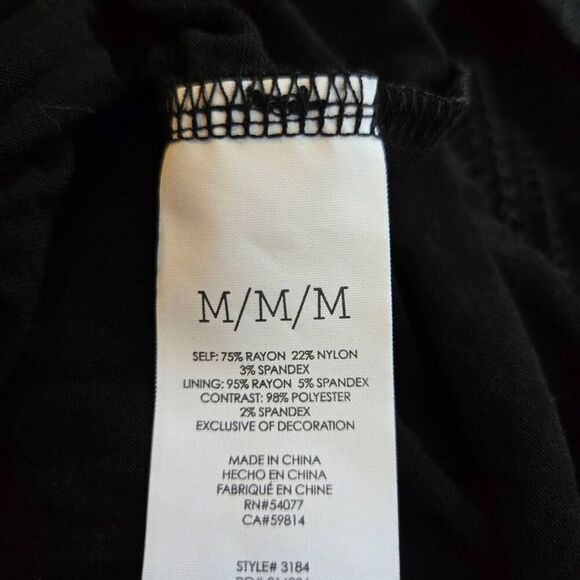 M/M/M
SELF: 75% RAYON 22% NYLON
3% SPANDEX
LINING: 95% RAYON 5% SPANDEX
CONTRAST: 98% POLYESTER
2% SPANDEX
EXCLUSIVE OF DECORATION
MADE IN CHINA
HECHO EN CHINA
FABRIQUÉ EN CHINE
RN#54077
CA#59814
STYLE# 3184